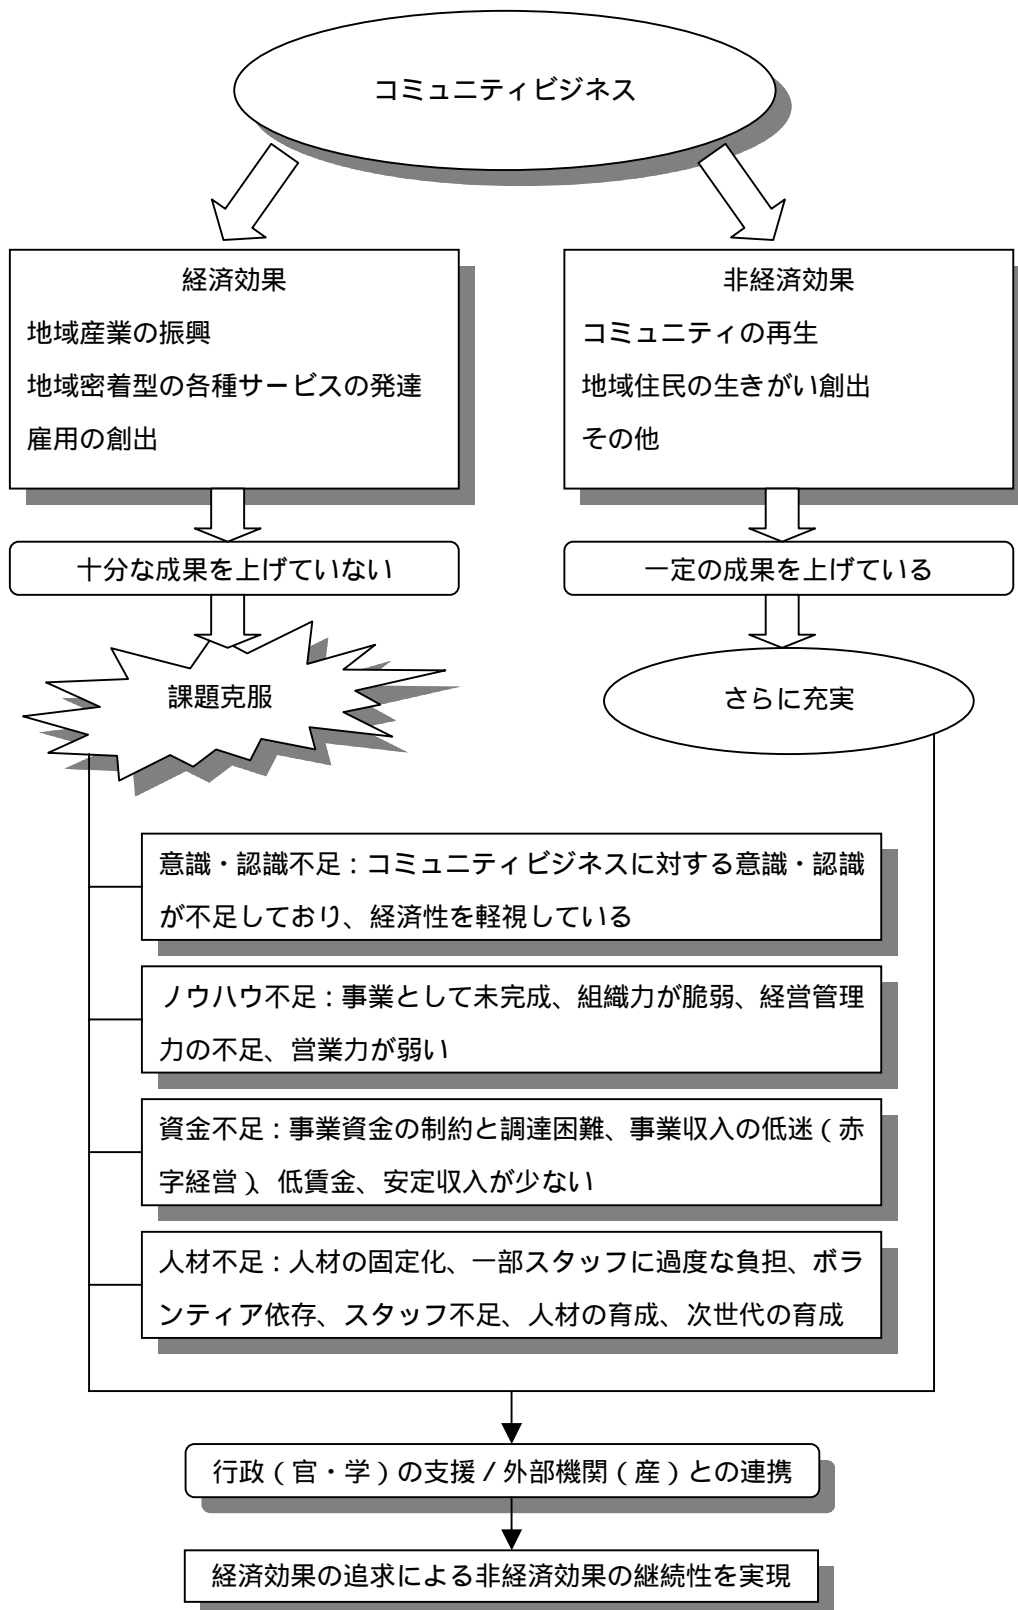 コミュニティビジネス
経済効果
地域産業の振興
地域密着型の各種サービスの発達
雇用の創出
非経済効果
コミュニティの再生
地域住民の生きがい創出
その他
十分な成果を上げていない
一定の成果を上げている
課題克服
さらに充実
意識・認識不足：コミュニティビジネスに対する意識・認識
が不足しており、経済性を軽視している
ノウハウ不足：事業として未完成、組織力が脆弱、経営管理
力の不足、営業力が弱い
資金不足：事業資金の制約と調達困難、事業収入の低迷（赤
字経営）、低賃金、安定収入が少ない
人材不足：人材の固定化、一部スタッフに過度な負担、ボラ
ンティア依存、スタッフ不足、人材の育成、次世代の育成
行政（官・学）の支援／外部機関（産）との連携
経済効果の追求による非経済効果の継続性を実現